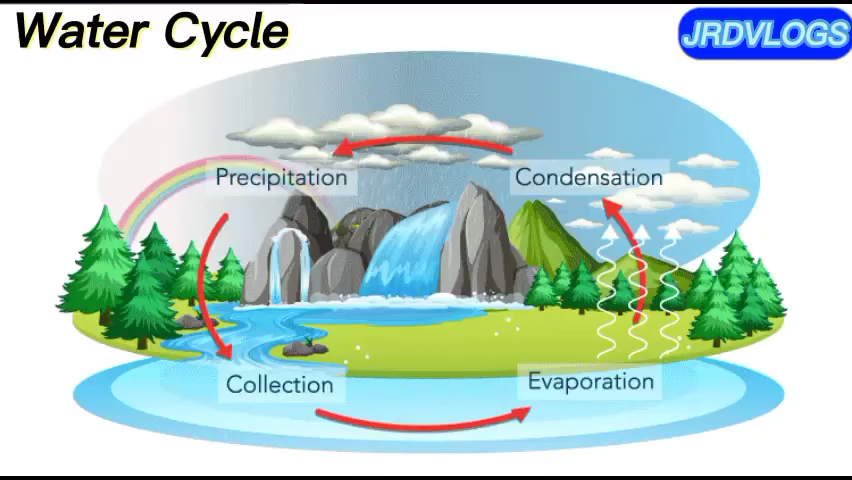 Water Cycle
JRDVLOGS
Precipitation
Condensation
Collection
Evaporation